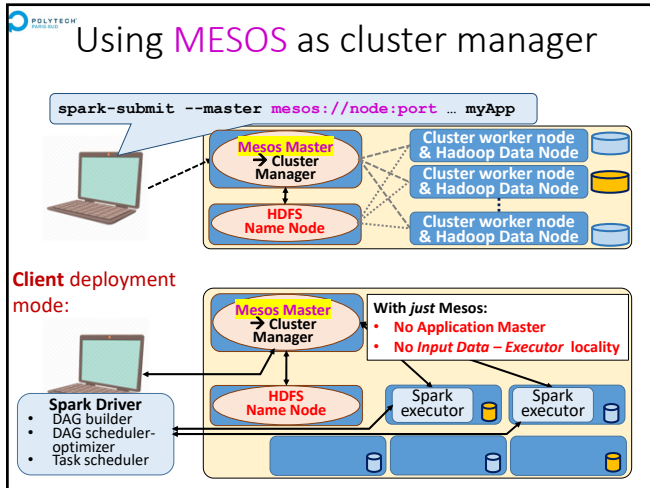 POLYTECH'
PARIS-SUD
Using MESOS as cluster manager
spark-submit --master mesos://node:port … myApp
Mesos Master
→ Cluster
Manager
HDFS
Name Node
Cluster worker node
& Hadoop Data Node
Cluster worker node
& Hadoop Data Node
Cluster worker node
& Hadoop Data Node
Client deployment
mode:
Mesos Master
→ Cluster
Manager
With just Mesos:
• No Application Master
• No Input Data – Executor locality
HDFS
Name Node
Spark
executor
Spark
executor
Spark Driver
• DAG builder
• DAG scheduler-
optimizer
• Task scheduler